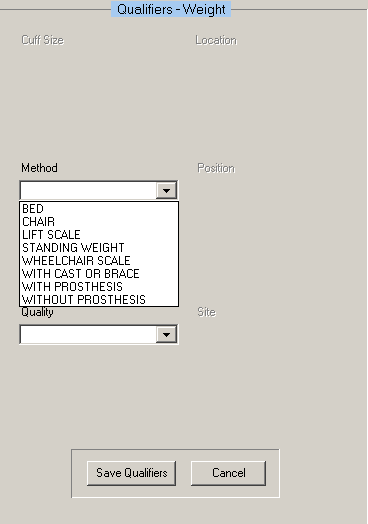 Qualifiers - Weight
Cuff Size
Location
Method
Position
BED
CHAIR
LIFT SCALE
STANDING WEIGHT
WHEELCHAIR SCALE
WITH CAST OR BRACE
WITH PROSTHESIS
WITHOUT PROSTHESIS
Quality
Site
Save Qualifiers
Cancel